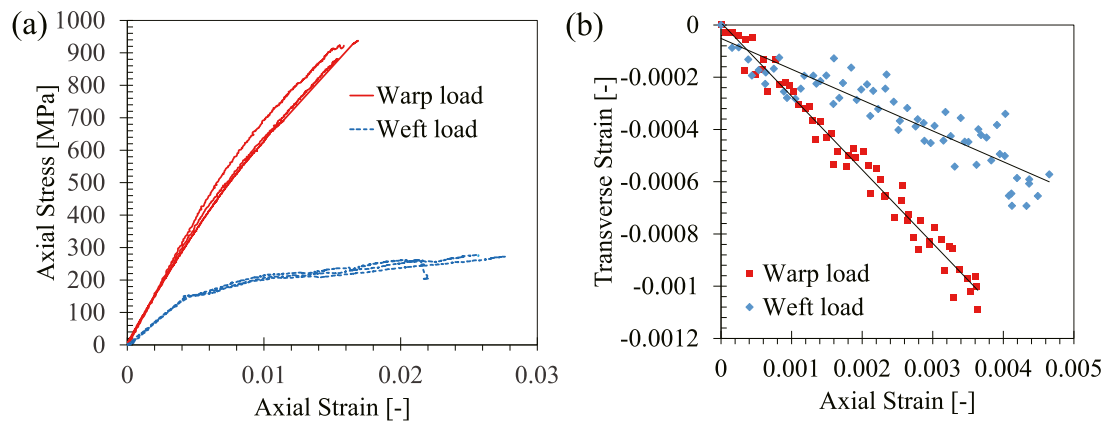 (a)
Axial Stress [MPa]
1000
900
800
700
600
500
400
300
200
100
0
Warp load
Weft load
0
0.01
0.02
0.03
Axial Strain [-]
(b)
Transverse Strain [-]
-0
-0.0002
-0.0004
-0.0006
-0.0008
-0.001
-0.0012
Warp load
Weft load
0
0.001
0.002
0.003
0.004
0.005
Axial Strain [-]